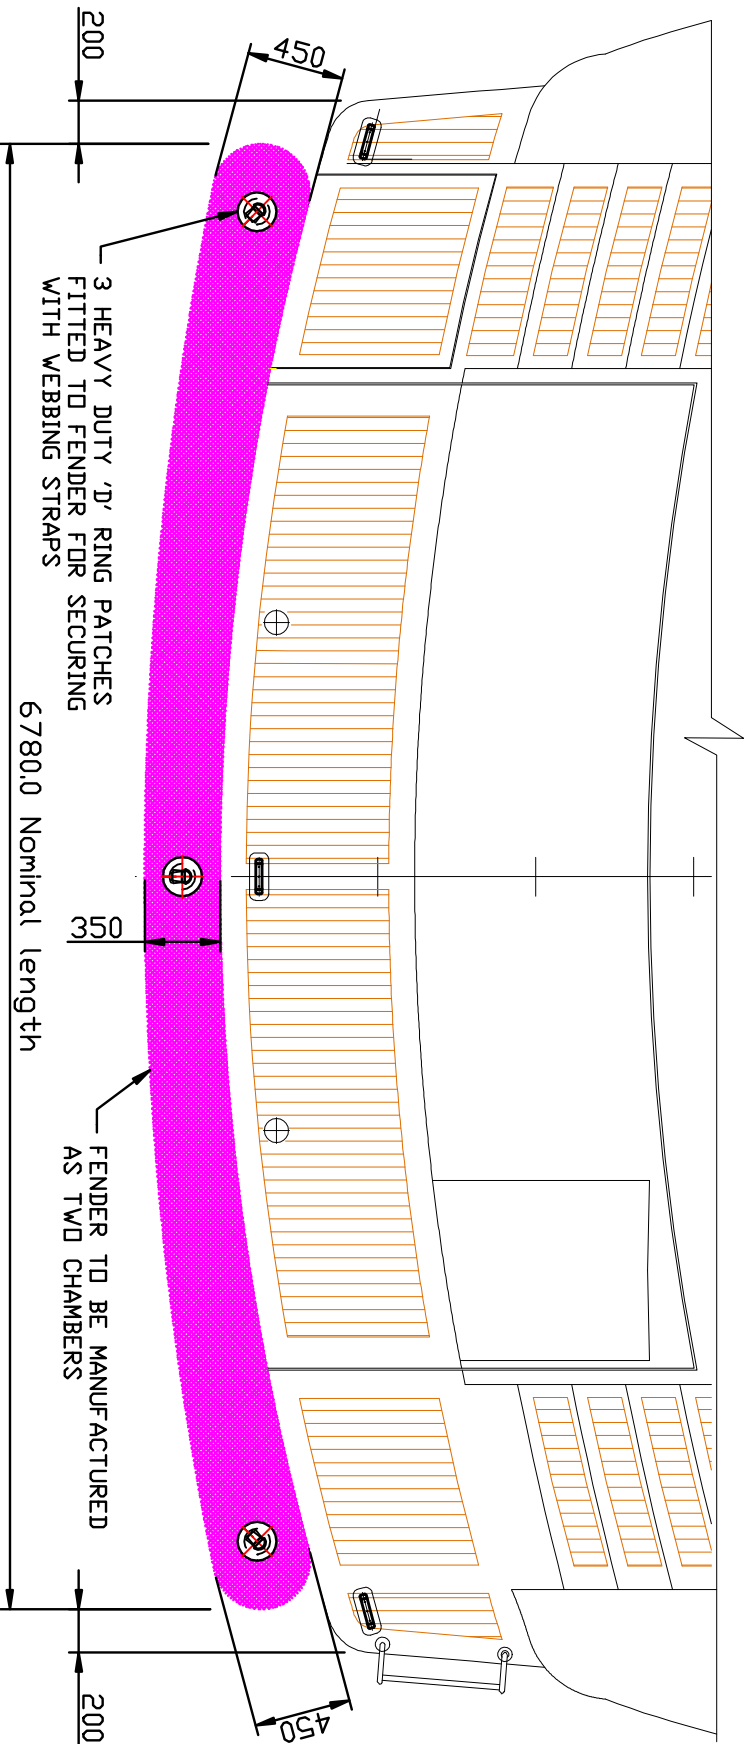 200
450
3 HEAVY DUTY 'D' RING PATCHES
FITTED TO FENDER FOR SECURING
WITH WEBBING STRAPS
6780.0 Nominal length
350
FENDER TO BE MANUFACTURED
AS TWO CHAMBERS
450
200